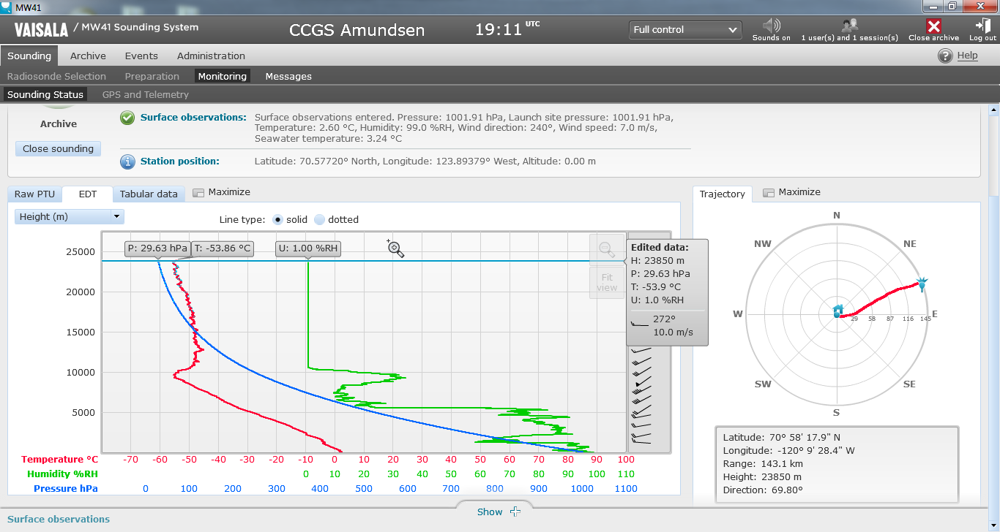 MW41
VAISALA / MW41 Sounding System
CCGS Amundsen
19:11 UTC
Full control
Sounds on
1 user(s) and 1 session(s)
Close archive
Log out
Sounding Archive Events Administration
? Help
Radiosonde Selection Preparation Monitoring Messages
Sounding Status GPS and Telemetry
Archive
Close sounding
Surface observations: Surface observations entered. Pressure: 1001.91 hPa, Launch site pressure: 1001.91 hPa,
Temperature: 2.60 °C, Humidity: 99.0 %RH, Wind direction: 240°, Wind speed: 7.0 m/s,
Seawater temperature: 3.24 °C
i Station position: Latitude: 70.57720° North, Longitude: 123.89379° West, Altitude: 0.00 m
Raw PTU EDT Tabular data Maximize
Height (m)
Line type: solid dotted
P: 29.63 hPa T: -53.86 °C U: 1.00 %RH
Fit
view
25000
20000
15000
10000
5000
Edited data:
H: 23850 m
P: 29.63 hPa
T: -53.9 °C
U: 1.0 %RH
272°
10.0 m/s
Temperature °C -70 -60 -50 -40 -30 -20 -10 0 10 20 30 40 50 60 70 80 90 100
Humidity %RH 0 10 20 30 40 50 60 70 80 90 100 110
Pressure hPa 0 100 200 300 400 500 600 700 800 900 1000 1100
Trajectory Maximize
N
NW NE
W 29 58 87 116 145 E
SW SE
S
Latitude: 70° 58' 17.9" N
Longitude: -120° 9' 28.4" W
Range: 143.1 km
Height: 23850 m
Direction: 69.80°
Show
Surface observations